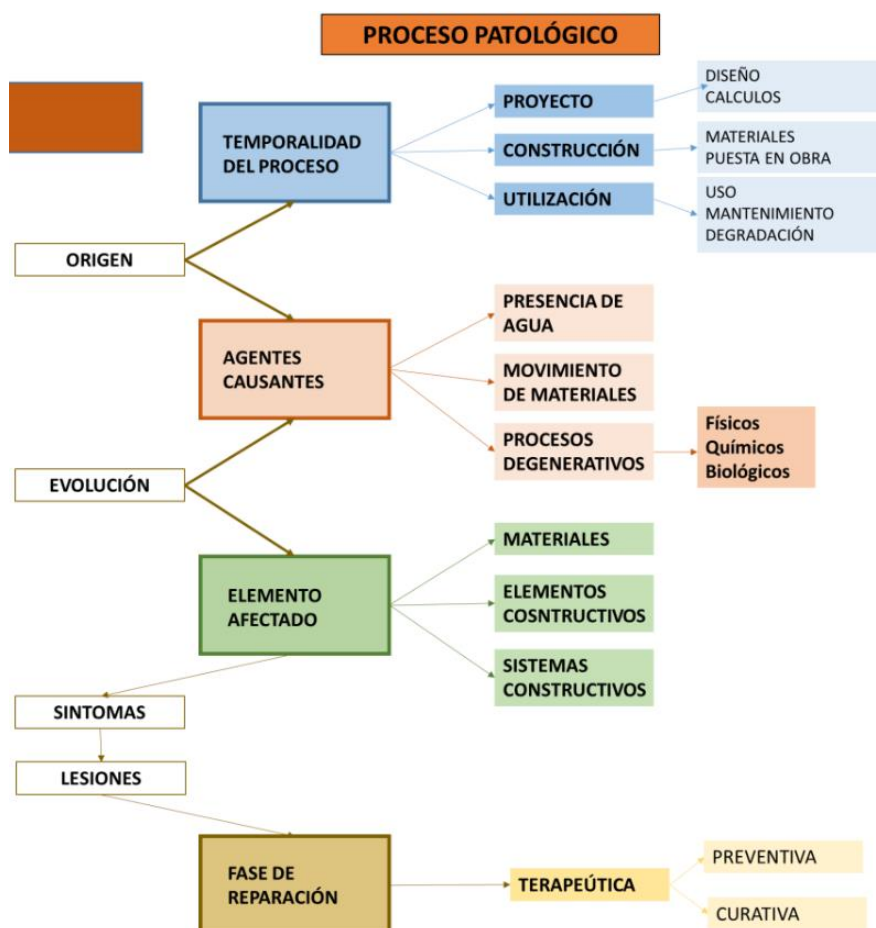 PROCESO PATOLÓGICO
TEMPORALIDAD
DEL PROCESO
PROYECTO
DISEÑO
CALCULOS
CONSTRUCCIÓN
MATERIALES
PUESTA EN OBRA
UTILIZACIÓN
USO
MANTENIMIENTO
DEGRADACIÓN
ORIGEN
AGENTES
CAUSANTES
PRESENCIA DE
AGUA
MOVIMIENTO
DE MATERIALES
PROCESOS
DEGENERATIVOS
Físicos
Químicos
Biológicos
EVOLUCIÓN
ELEMENTO
AFECTADO
MATERIALES
ELEMENTOS
COSNTRUCTIVOS
SISTEMAS
CONSTRUCTIVOS
SINTOMAS
LESIONES
FASE DE
REPARACIÓN
TERAPEÚTICA
PREVENTIVA
CURATIVA